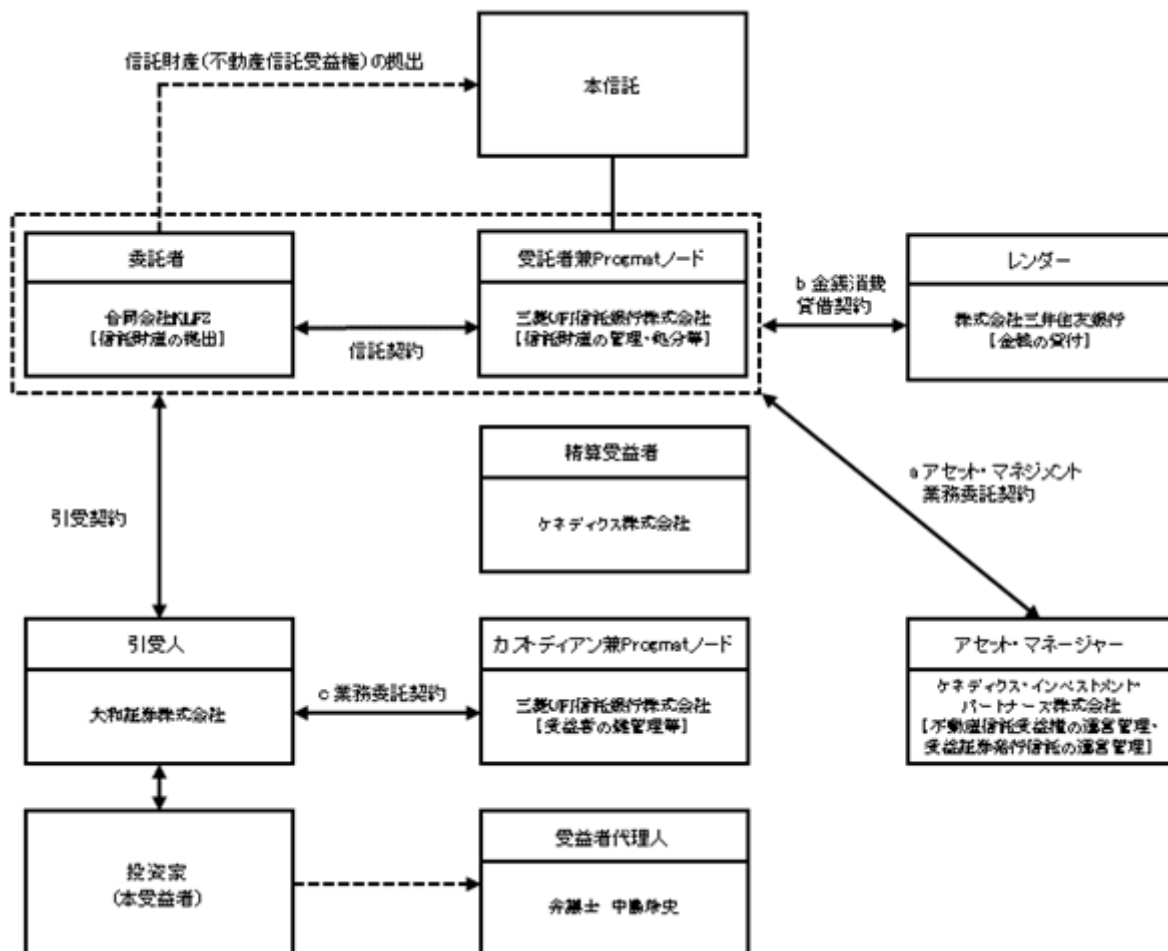 信託財産(不動産信託受益権)の拠出
本信託
委託者
合同会社KLF2
[信託財産の拠出]
信託契約
受託者兼Progmatノード
三菱UFJ信託銀行株式会社
[信託財産の管理・処分等]
b 金銭消費
貸借契約
レンダー
株式会社三井住友銀行
[金銭の貸付]
精算受益者
ケネディクス株式会社
a アセット・マネジメント
業務委託契約
引受契約
引受人
大和証券株式会社
c 業務委託契約
カストディアン兼Progmatノード
三菱UFJ信託銀行株式会社
[受益者の鍵管理等]
アセット・マネージャー
ケネディクス・インベストメント・
パートナーズ株式会社
[不動産信託受益権の運営管理・
受益証券発行信託の運営管理]
投資家
(本受益者)
受益者代理人
弁護士 中島